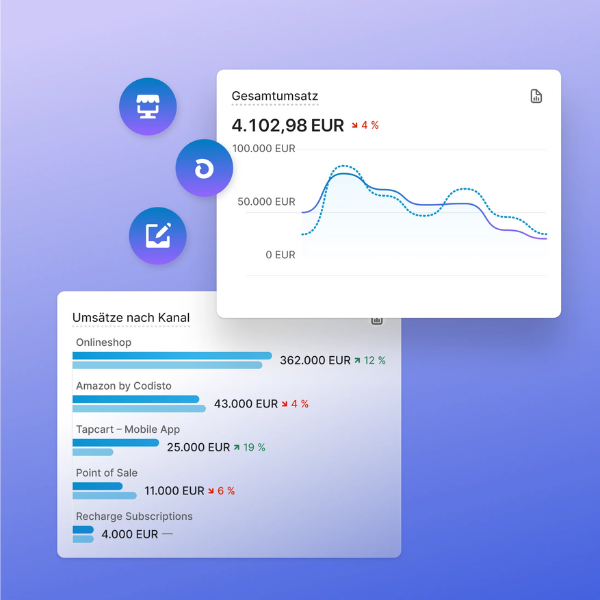 Gesamtumsatz
4.102,98 EUR ↘ 4 %
100.000 EUR
50.000 EUR
0 EUR
Umsätze nach Kanal
Onlineshop
362.000 EUR ↗ 12 %
Amazon by Codisto
43.000 EUR ↘ 4 %
Tapcart – Mobile App
25.000 EUR ↗ 19 %
Point of Sale
11.000 EUR ↘ 6 %
Recharge Subscriptions
4.000 EUR —